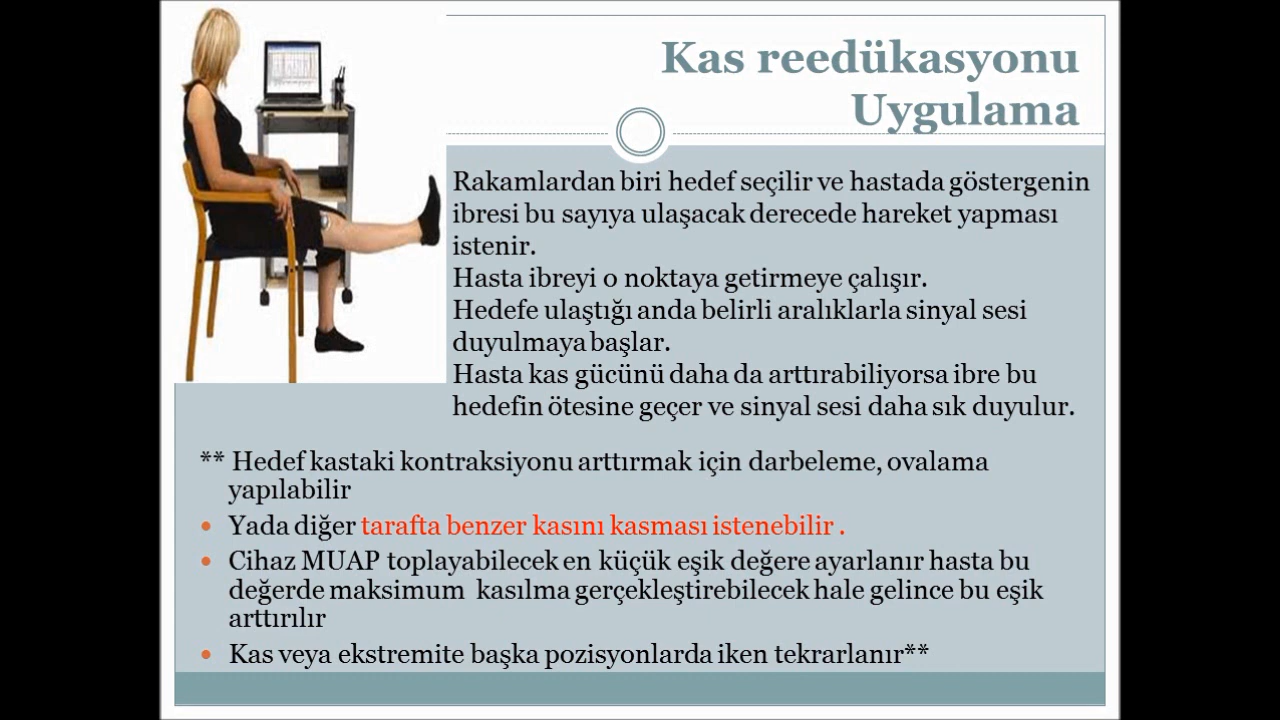 Kas reedükasyonu
Uygulama
Rakamlardan biri hedef seçilir ve hastada göstergenin
ibresi bu sayıya ulaşacak derecede hareket yapması
istenir.
Hasta ibreyi o noktaya getirmeye çalışır.
Hedefe ulaştığı anda belirli aralıklarla sinyal sesi
duyulmaya başlar.
Hasta kas gücünü daha da arttırabiliyorsa ibre bu
hedefin ötesine geçer ve sinyal sesi daha sık duyulur.
** Hedef kastaki kontraksiyonu arttırmak için darbeleme, ovalama
yapılabilir
• Yada diğer tarafta benzer kasını kasması istenebilir .
• Cihaz MUAP toplayabilecek en küçük eşik değere ayarlanır hasta bu
değerde maksimum kasılma gerçekleştirebilecek hale gelince bu eşik
arttırılır
• Kas veya ekstremite başka pozisyonlarda iken tekrarlanır**